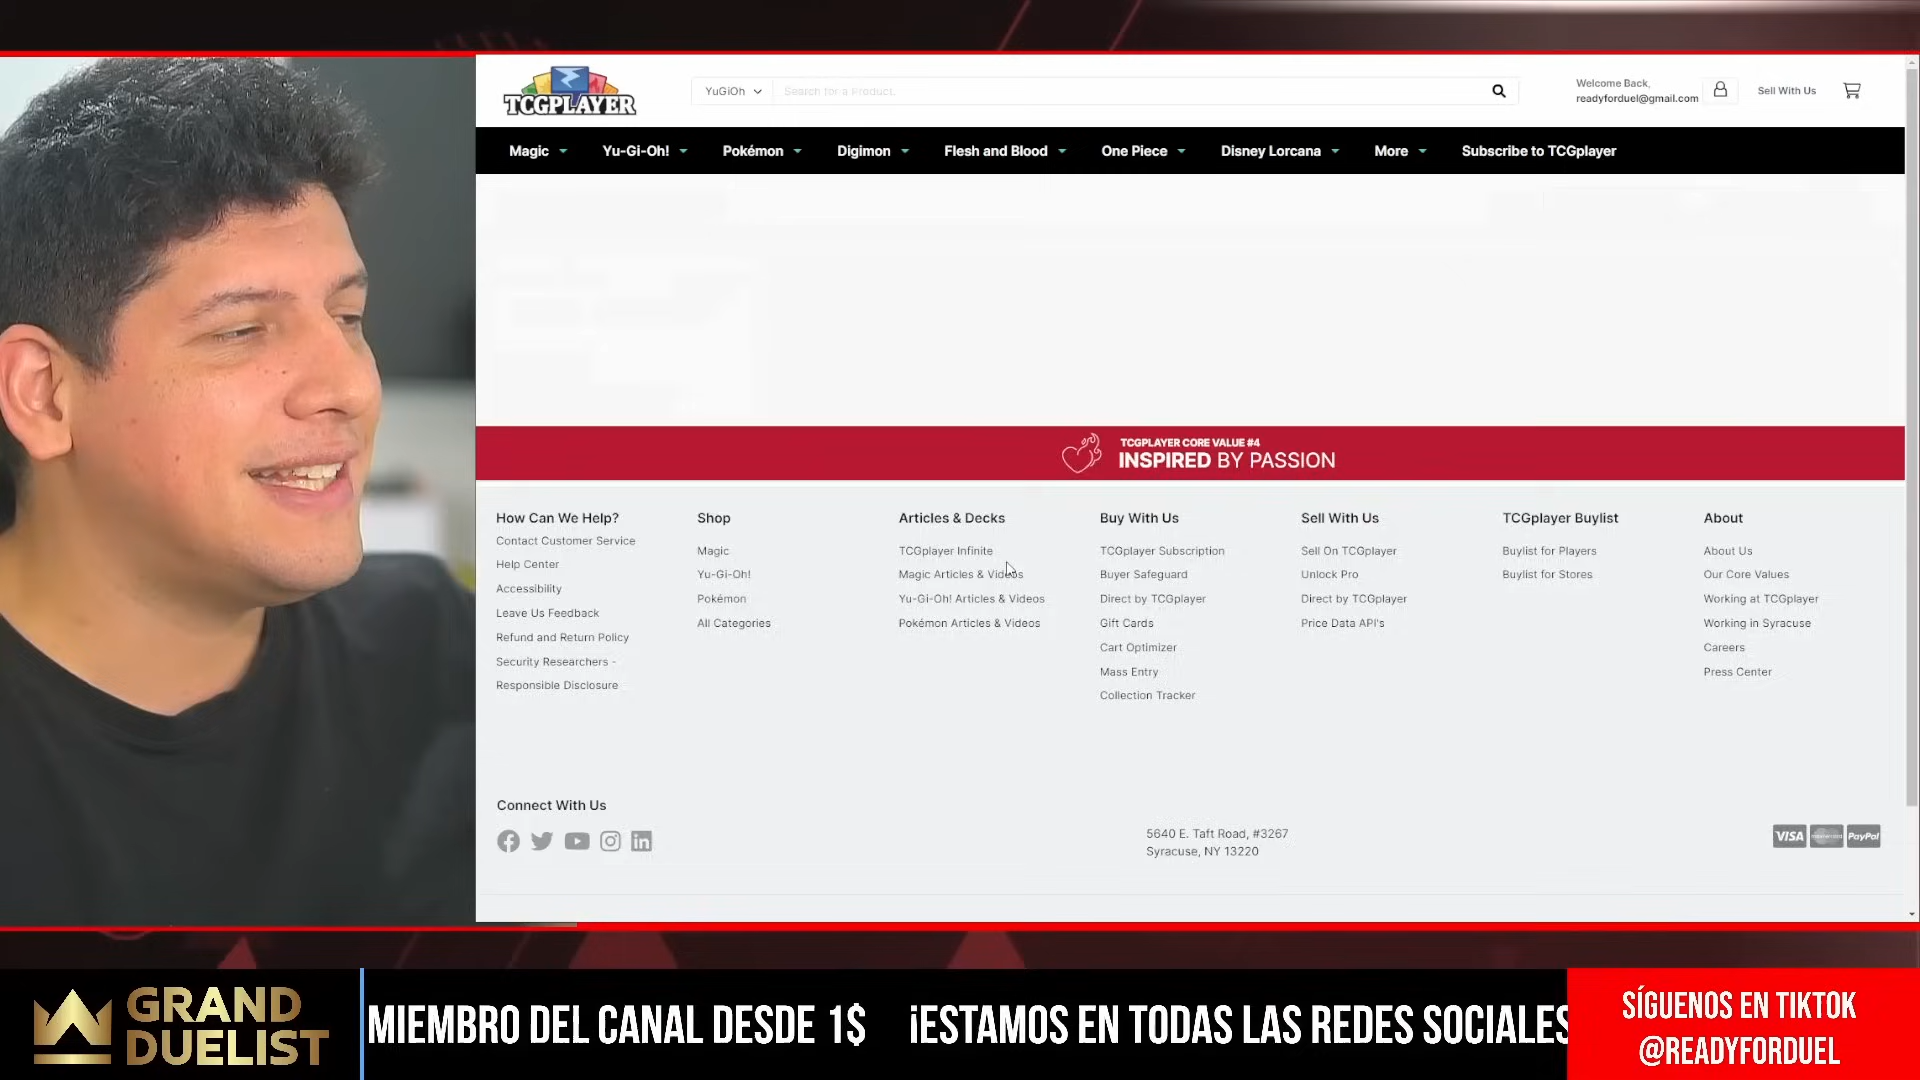 TCGPLAYER
YuGiOh
Search for a Product.
Welcome Back,
readyforduel@gmail.com
Sell With Us
Magic
Yu-Gi-Oh!
Pokémon
Digimon
Flesh and Blood
One Piece
Disney Lorcana
More
Subscribe to TCGplayer
TCGPLAYER CORE VALUE #4
INSPIRED BY PASSION
How Can We Help?
Contact Customer Service
Help Center
Accessibility
Leave Us Feedback
Refund and Return Policy
Security Researchers -
Responsible Disclosure
Shop
Magic
Yu-Gi-Oh!
Pokémon
All Categories
Articles & Decks
TCGplayer Infinite
Magic Articles & Videos
Yu-Gi-Oh! Articles & Videos
Pokémon Articles & Videos
Buy With Us
TCGplayer Subscription
Buyer Safeguard
Direct by TCGplayer
Gift Cards
Cart Optimizer
Mass Entry
Collection Tracker
Sell With Us
Sell On TCGplayer
Unlock Pro
Direct by TCGplayer
Price Data API's
TCGplayer Buylist
Buylist for Players
Buylist for Stores
About
About Us
Our Core Values
Working at TCGplayer
Working in Syracuse
Careers
Press Center
Connect With Us
5640 E. Taft Road, #3267
Syracuse, NY 13220
VISA
PayPal
GRAND
DUELIST
MIEMBRO DEL CANAL DESDE 1$ ¡ESTAMOS EN TODAS LAS REDES SOCIALES
SÍGUENOS EN TIKTOK
@READYFORDUEL